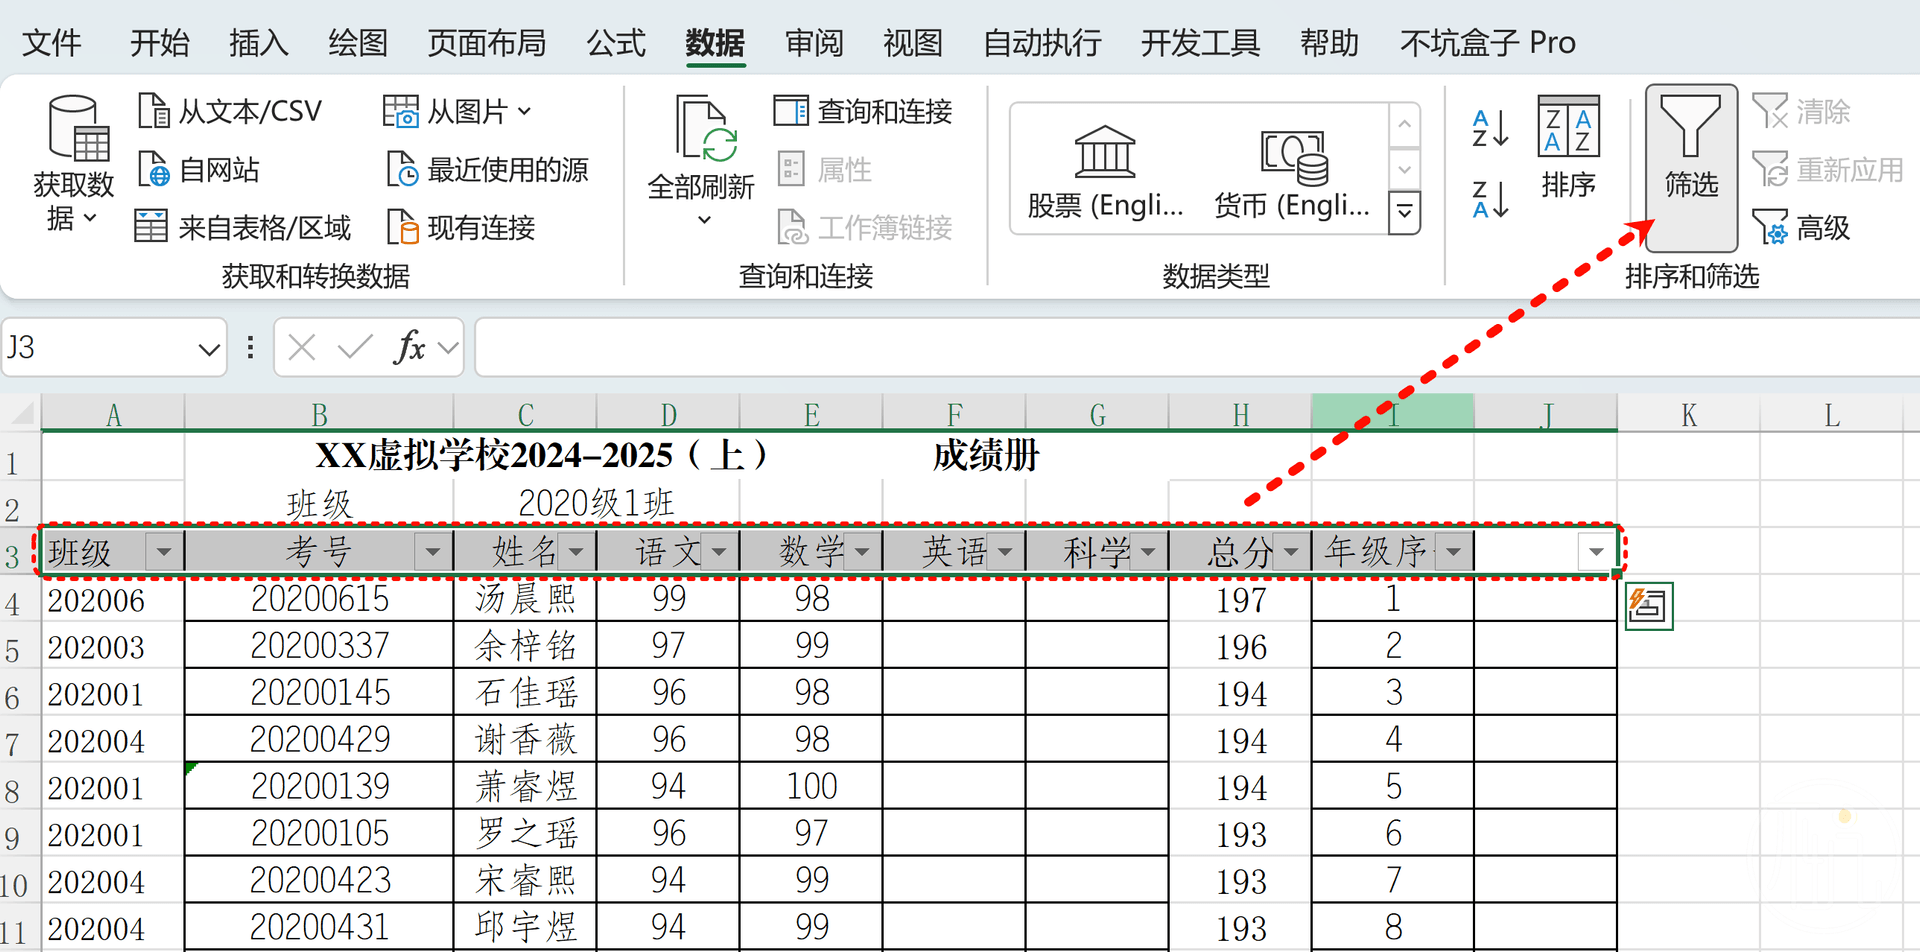 文件 开始 插入 绘图 页面布局 公式 数据 审阅 视图 自动执行 开发工具 帮助 不坑盒子 Pro
获取数据
从文本/CSV
自网站
来自表格/区域
从图片
最近使用的源
现有连接
获取和转换数据
全部刷新
查询和连接
属性
工作簿链接
查询和连接
股票 (Engli...
货币 (Engli...
数据类型
排序
筛选
清除
重新应用
高级
排序和筛选
J3
fx
A B C D E F G H I J K L
1 XX虚拟学校2024-2025（上） 成绩册
2 班级 2020级1班
3 班级 考号 姓名 语文 数学 英语 科学 总分 年级序
4 202006 20200615 汤晨熙 99 98 197 1
5 202003 20200337 余梓铭 97 99 196 2
6 202001 20200145 石佳瑶 96 98 194 3
7 202004 20200429 谢香薇 96 98 194 4
8 202001 20200139 萧睿煜 94 100 194 5
9 202001 20200105 罗之瑶 96 97 193 6
10 202004 20200423 宋睿熙 94 99 193 7
11 202004 20200431 邱宇煜 94 99 193 8